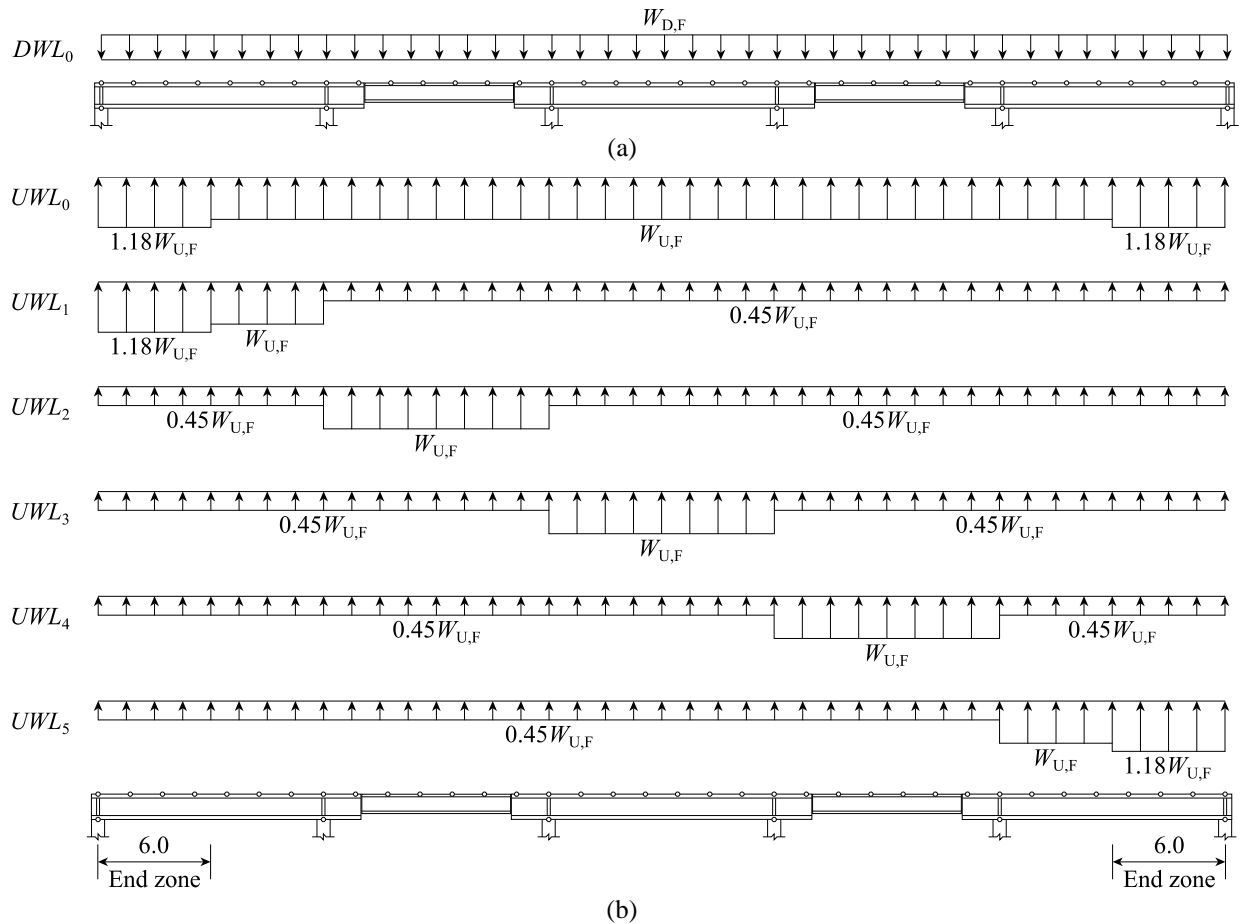 W_D,F
DWL_0
(a)
UWL_0
1.18W_U,F W_U,F 1.18W_U,F
UWL_1
1.18W_U,F W_U,F 0.45W_U,F
UWL_2
0.45W_U,F W_U,F 0.45W_U,F
UWL_3
0.45W_U,F W_U,F 0.45W_U,F
UWL_4
0.45W_U,F W_U,F 0.45W_U,F
UWL_5
0.45W_U,F W_U,F 1.18W_U,F
6.0 6.0
End zone End zone
(b)